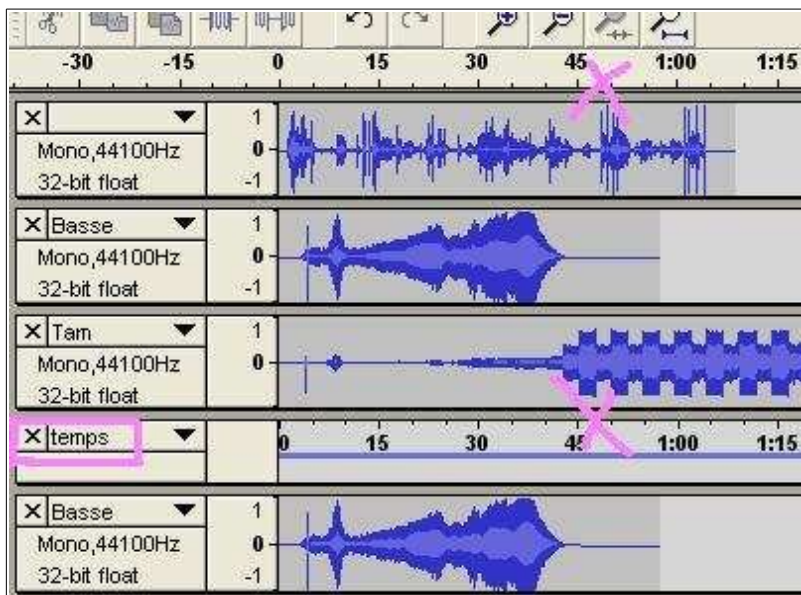 -30 -15 0 15 30 45 1:00 1:15
X
1
Mono,44100Hz 0
32-bit float -1
X Basse 1
Mono,44100Hz 0
32-bit float -1
X Tam 1
Mono,44100Hz 0
32-bit float -1
X temps 0 15 30 45 1:00 1:15
X Basse 1
Mono,44100Hz 0
32-bit float -1